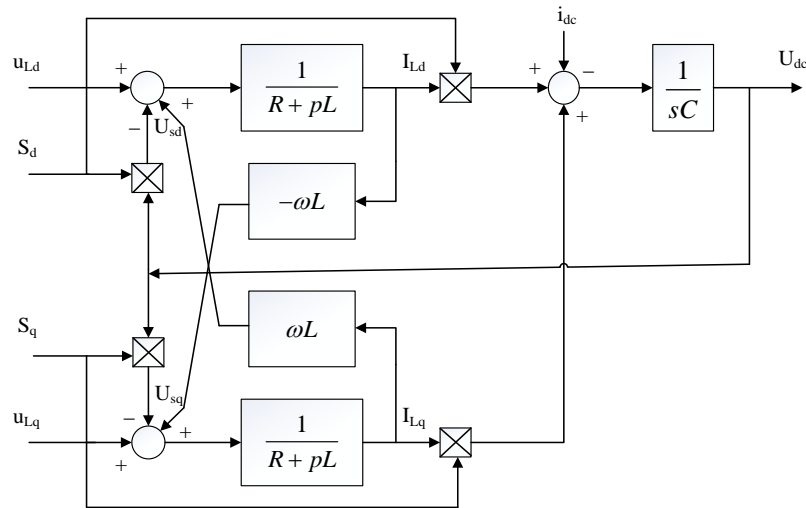 i_dc
u_Ld
+
+
1
R + pL
I_Ld
+
−
+
1
sC
U_dc
−
U_sd
S_d
−ωL
S_q
ωL
U_sq
−
+
+
u_Lq
1
R + pL
I_Lq